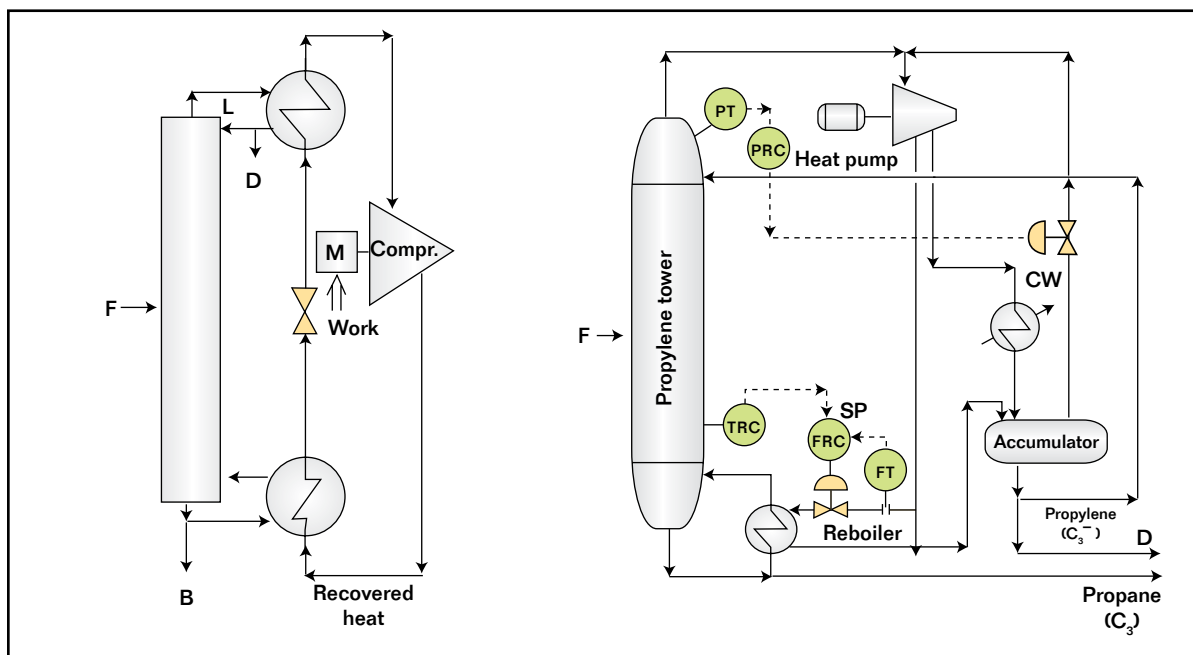 L
D
F
M
Compr.
Work
B
Recovered
heat
PT
PRC
Heat pump
Propylene tower
F
CW
TRC
SP
FRC
FT
Reboiler
Accumulator
Propylene
(C₃⁻)
D
Propane
(C₃)